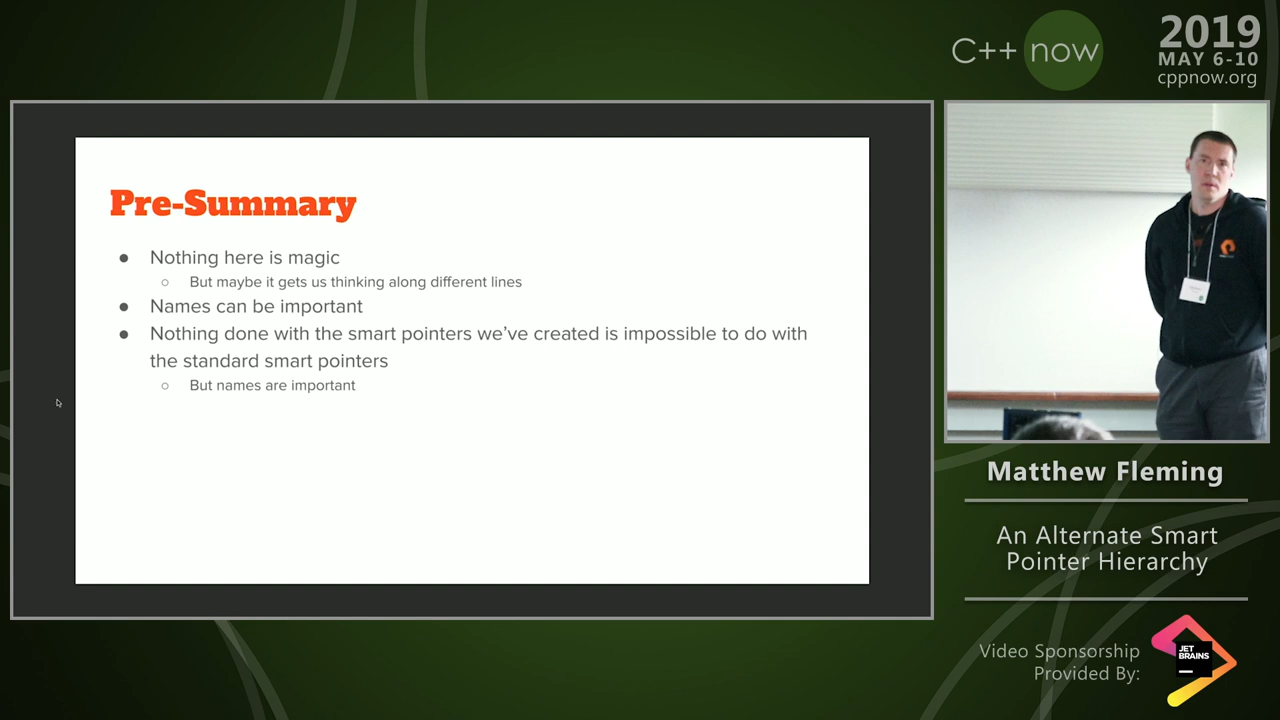 C++ now
2019
MAY 6-10
cppnow.org
Pre-Summary
● Nothing here is magic
○ But maybe it gets us thinking along different lines
● Names can be important
● Nothing done with the smart pointers we've created is impossible to do with
the standard smart pointers
○ But names are important
Matthew Fleming
An Alternate Smart
Pointer Hierarchy
Video Sponsorship
Provided By:
JET
BRAINS